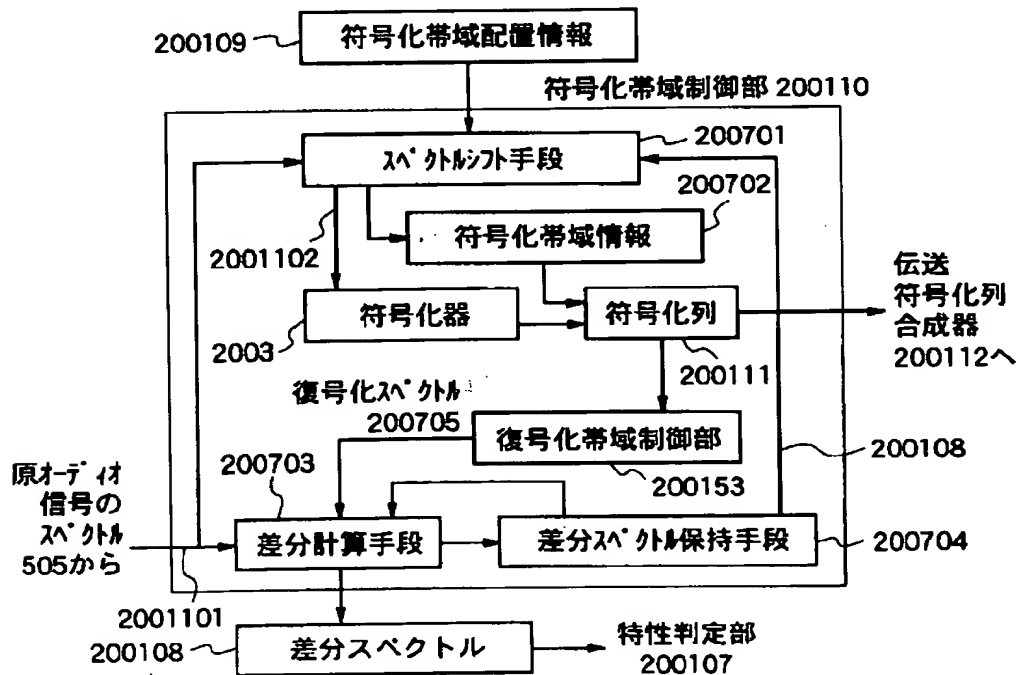 200109
符号化帯域配置情報
符号化帯域制御部 200110
200701
スペクトルシフト手段
200702
2001102
符号化帯域情報
伝送
符号化列
合成器
200112へ
符号化器
符号化列
2003
200111
復号化スペクトル
200705
復号化帯域制御部
200108
200703
200153
原オーディオ
信号の
スペクトル
505から
差分計算手段
差分スペクトル保持手段
200704
2001101
200108
差分スペクトル
特性判定部
200107